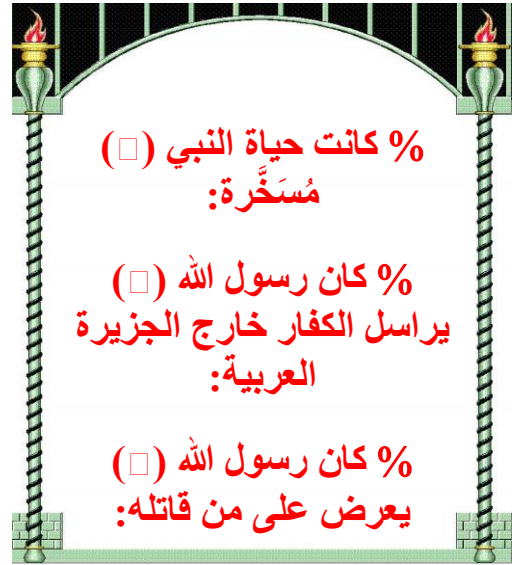 % كانت حياة النبي (□)
مُسَخَّرة:
% كان رسول الله (□)
يراسل الكفار خارج الجزيرة
العربية:
% كان رسول الله (□)
يعرض على من قاتله: